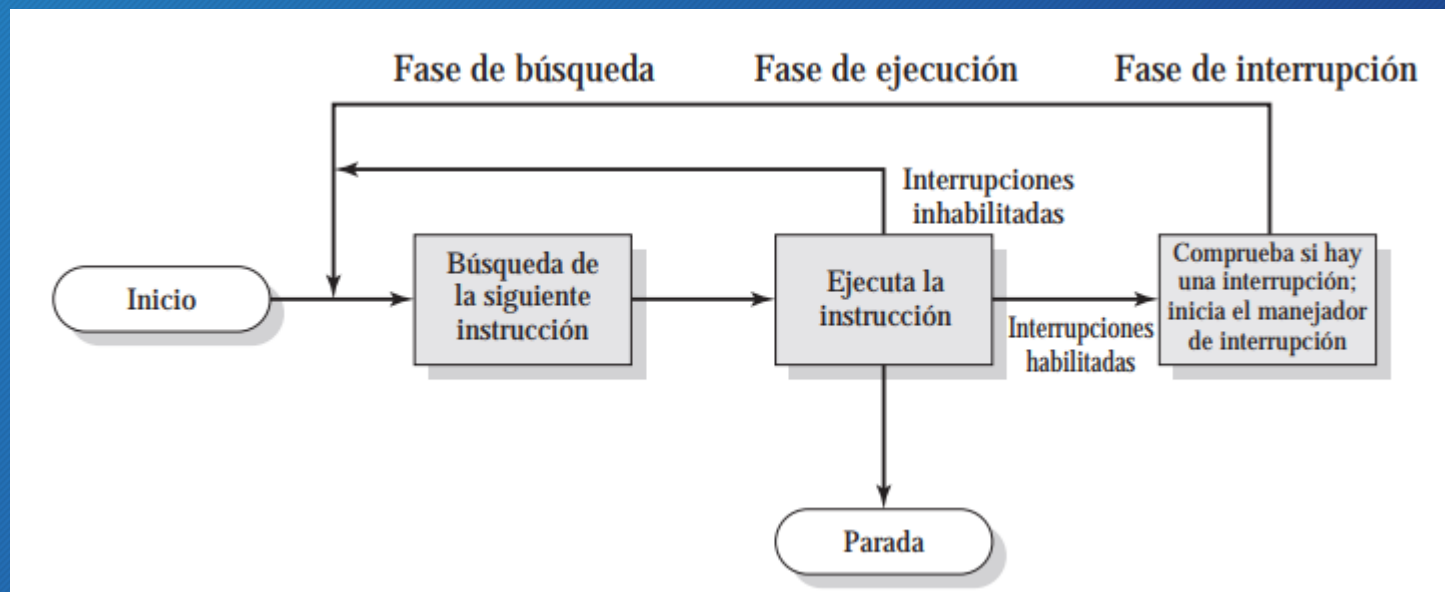 Fase de búsqueda
Fase de ejecución
Fase de interrupción
Interrupciones
inhabilitadas
Inicio
Búsqueda de
la siguiente
instrucción
Ejecuta la
instrucción
Interrupciones
habilitadas
Comprueba si hay
una interrupción;
inicia el manejador
de interrupción
Parada